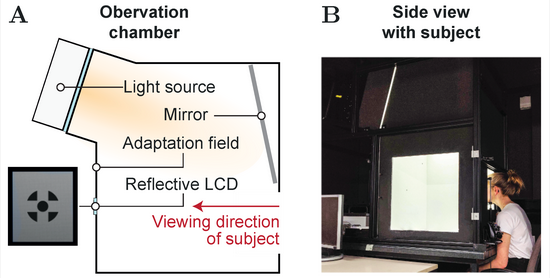 A
Obervation
chamber
Light source
Mirror
Adaptation field
Reflective LCD
Viewing direction
of subject
B
Side view
with subject